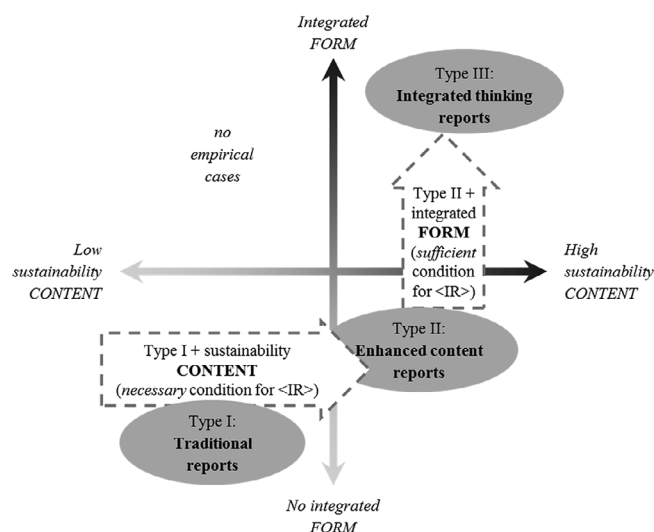 Integrated
FORM
Type III:
Integrated thinking
reports
no
empirical
cases
Type II +
integrated
FORM
(sufficient
condition
for <IR>)
Low
sustainability
CONTENT
High
sustainability
CONTENT
Type II:
Enhanced content
reports
Type I + sustainability
CONTENT
(necessary condition for <IR>)
Type I:
Traditional
reports
No integrated
FORM